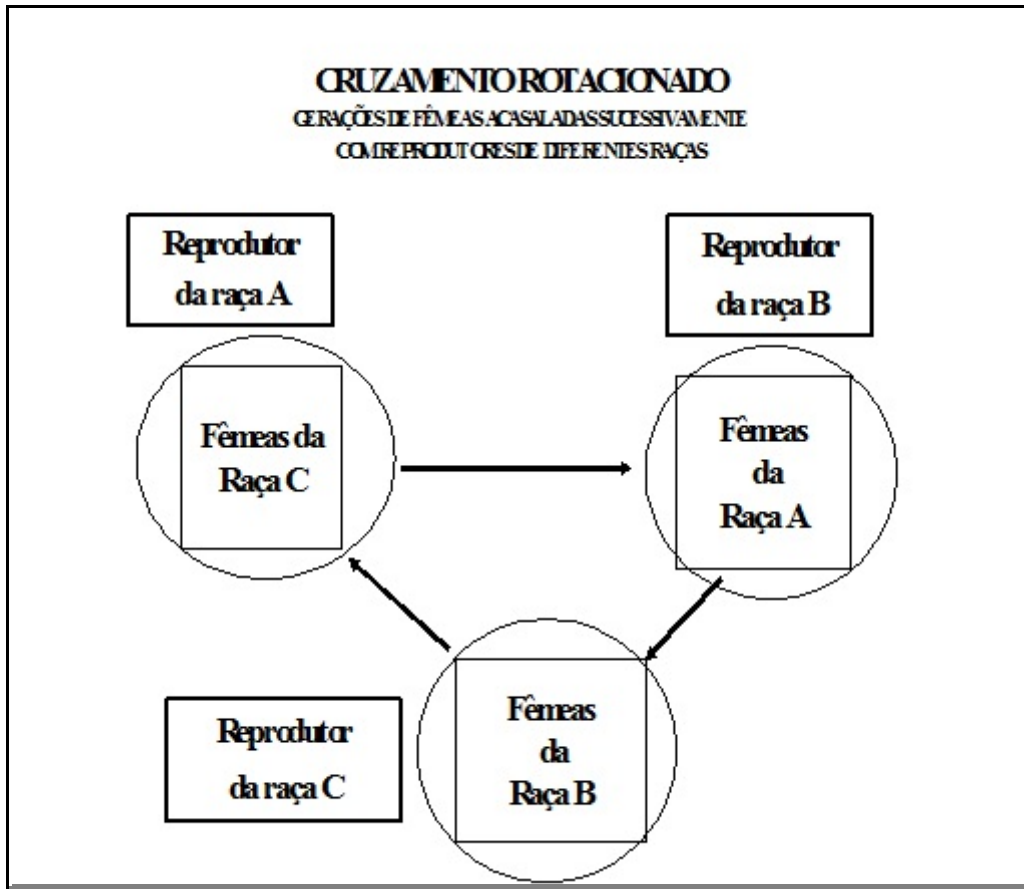 CRUZAMENTO ROTACIONADO
GERAÇÕES DE FÊMEAS ACASALADAS SUCESSIVAMENTE
COM REPRODUTORES DE DIFERENTES RAÇAS
Reprodutor
da raça A
Reprodutor
da raça B
Fêmeas da
Raça C
Fêmeas
da
Raça A
Fêmeas
da
Raça B
Reprodutor
da raça C